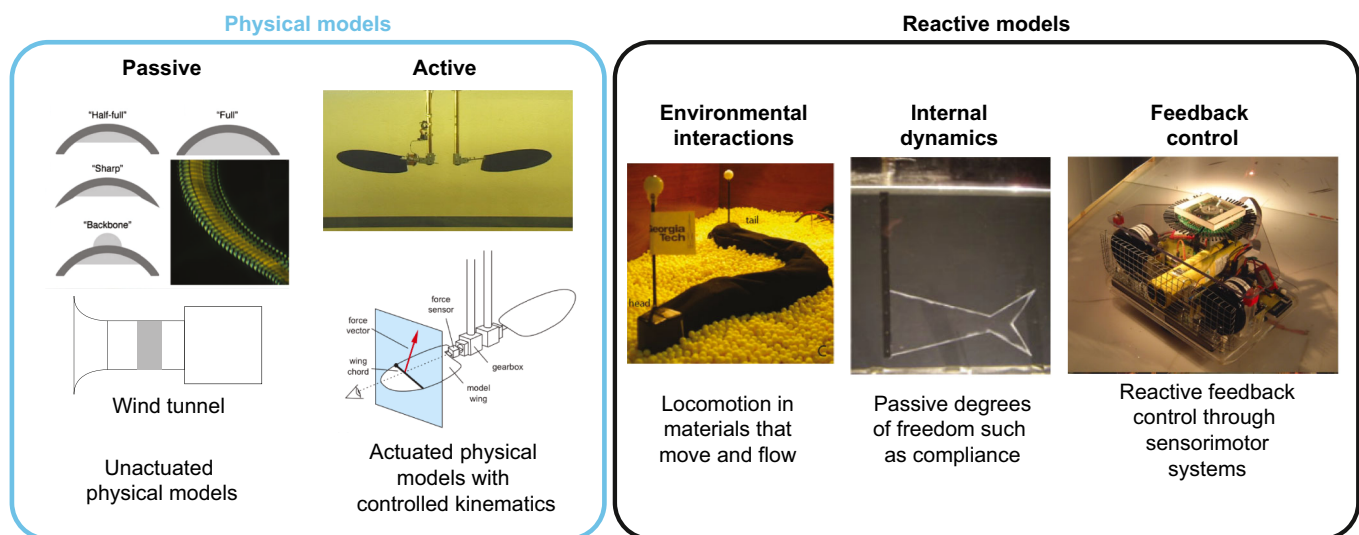 Physical models
Passive
Active
"Half-full"
"Full"
"Sharp"
"Backbone"
Wind tunnel
Unactuated
physical models
force
sensor
force
vector
wing
chord
gearbox
model
wing
Actuated physical
models with
controlled kinematics
Reactive models
Environmental
interactions
tail
Georgia
Tech
head
C
Locomotion in
materials that
move and flow
Internal
dynamics
Passive degrees
of freedom such
as compliance
Feedback
control
Reactive feedback
control through
sensorimotor
systems